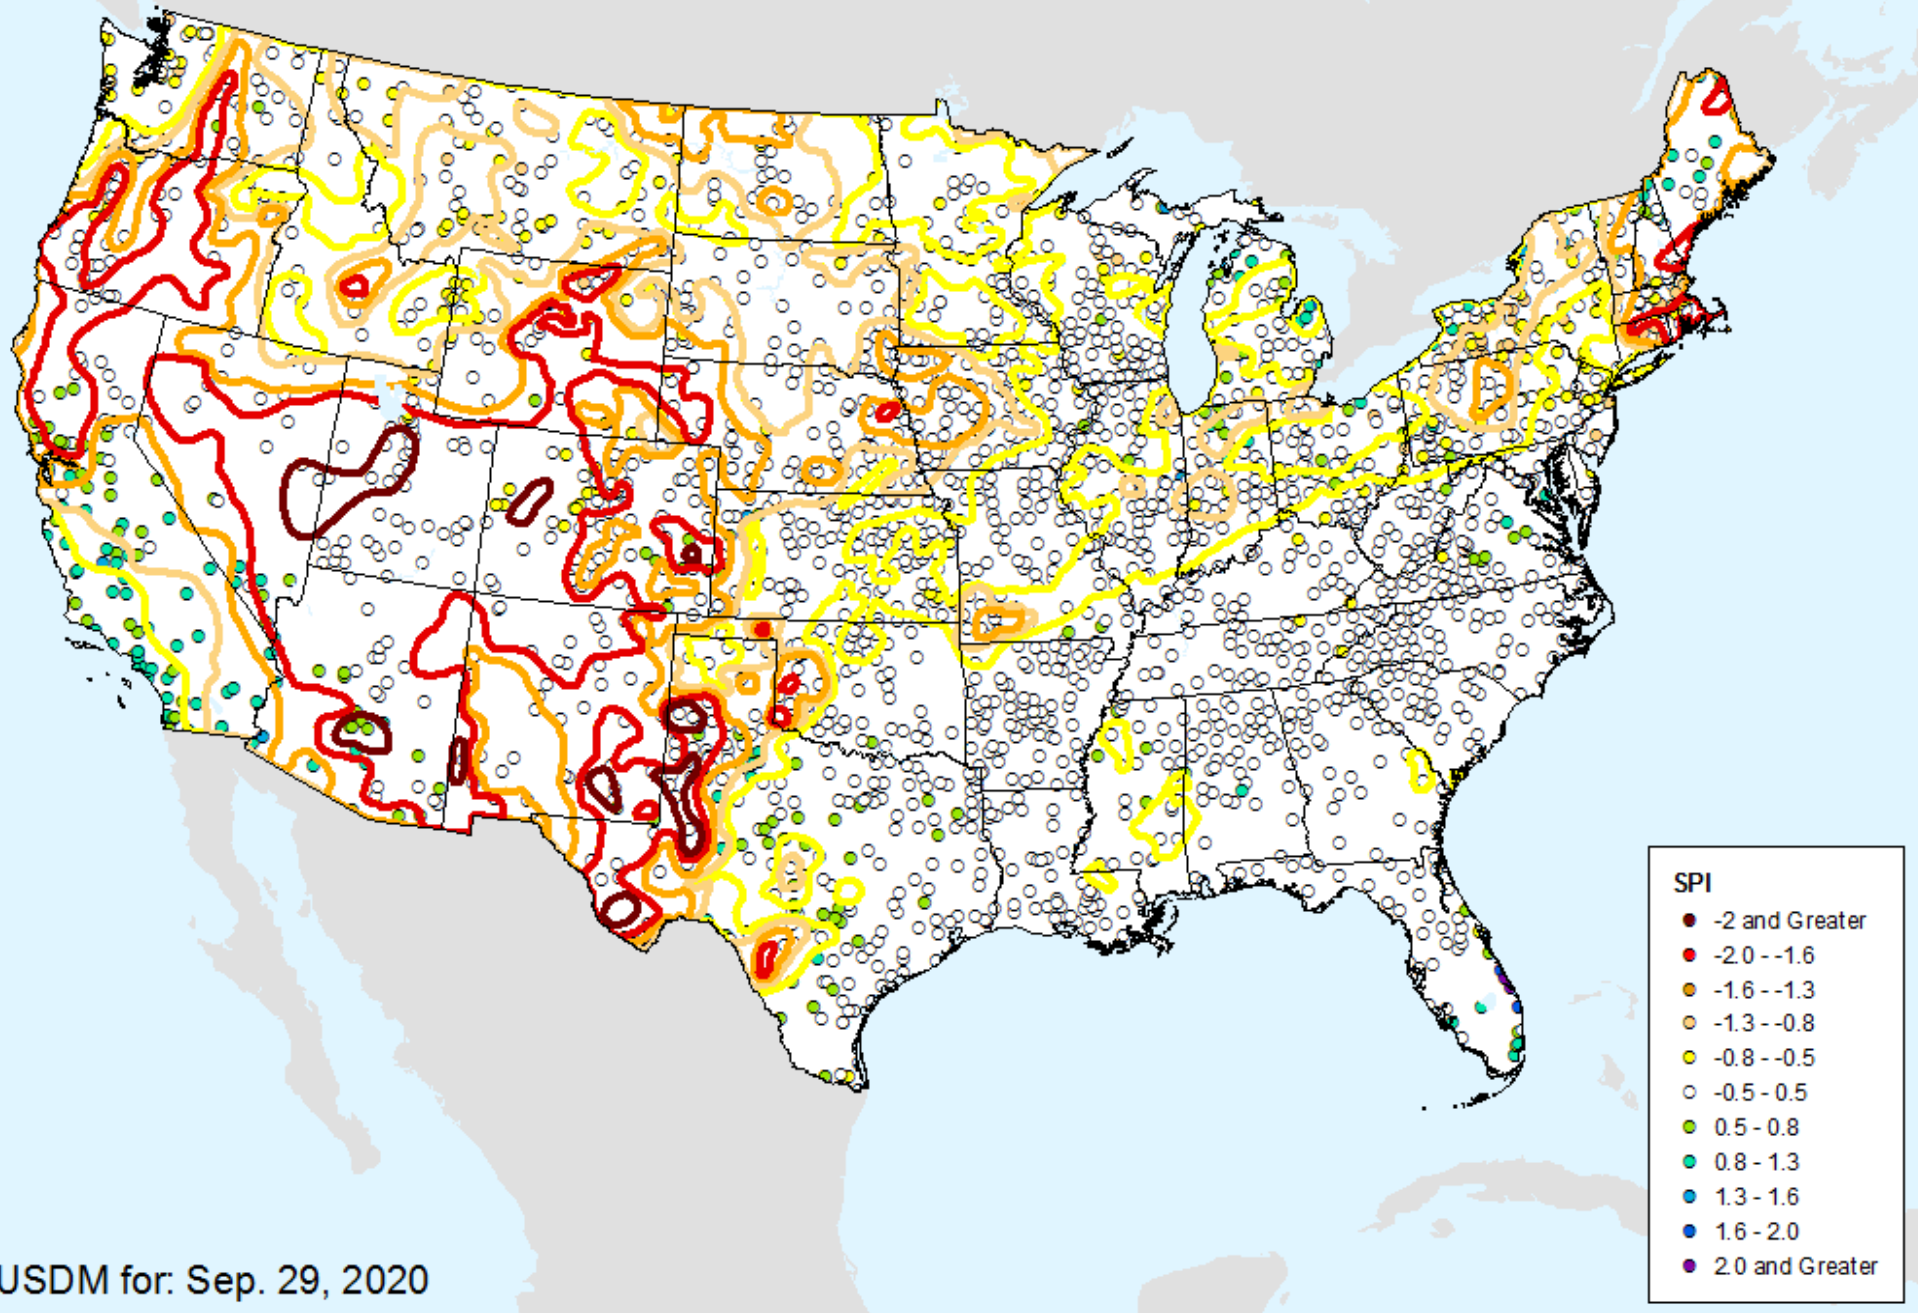 SPI
-2 and Greater
-2.0 - -1.6
-1.6 - -1.3
-1.3 - -0.8
-0.8 - -0.5
-0.5 - 0.5
0.5 - 0.8
0.8 - 1.3
1.3 - 1.6
1.6 - 2.0
2.0 and Greater
USDM for: Sep. 29, 2020